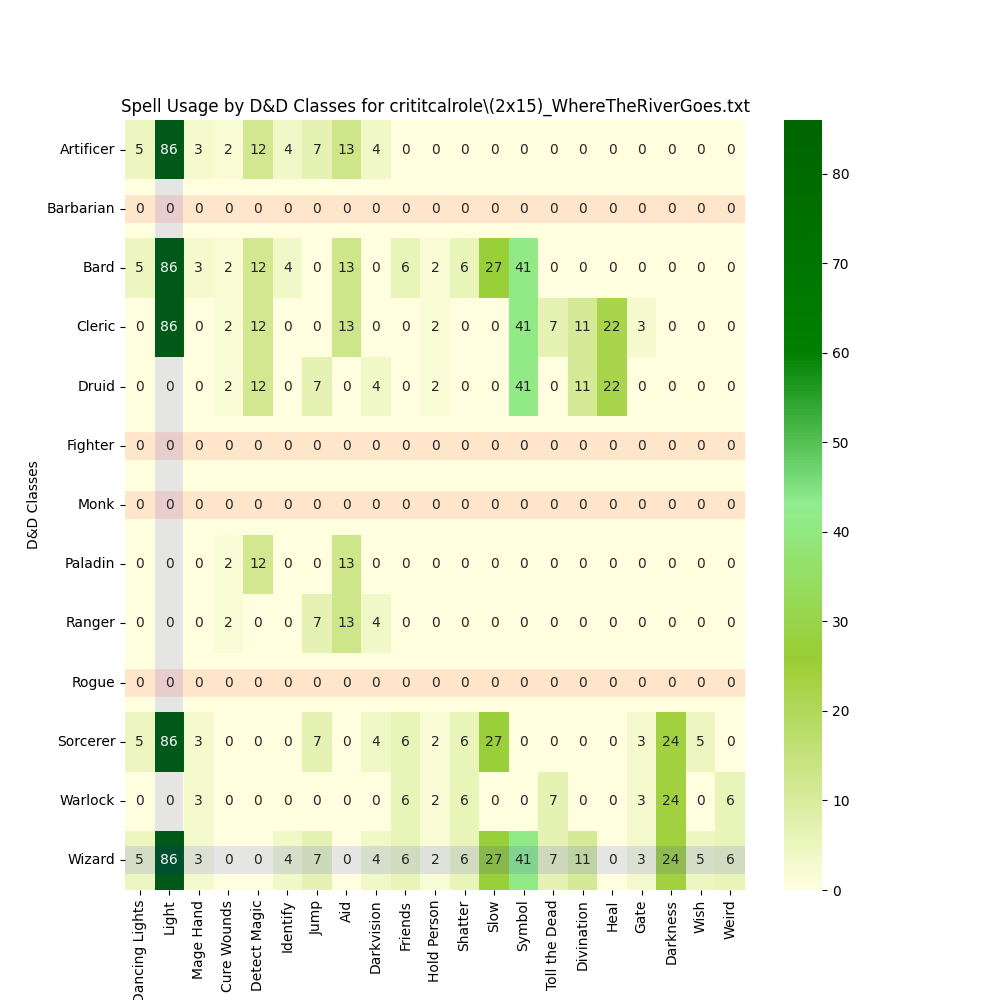 Spell Usage by D&D Classes for crititcalrole\(2x15)_WhereTheRiverGoes.txt
D&D Classes
Artificer 5 86 3 2 12 4 7 13 4 0 0 0 0 0 0 0 0 0 0 0 0
Barbarian 0 0 0 0 0 0 0 0 0 0 0 0 0 0 0 0 0 0 0 0 0
Bard 5 86 3 2 12 4 0 13 0 6 2 6 27 41 0 0 0 0 0 0 0
Cleric 0 86 0 2 12 0 0 13 0 0 2 0 0 41 7 11 22 3 0 0 0
Druid 0 0 0 2 12 0 7 0 4 0 2 0 0 41 0 11 22 0 0 0 0
Fighter 0 0 0 0 0 0 0 0 0 0 0 0 0 0 0 0 0 0 0 0 0
Monk 0 0 0 0 0 0 0 0 0 0 0 0 0 0 0 0 0 0 0 0 0
Paladin 0 0 0 2 12 0 0 13 0 0 0 0 0 0 0 0 0 0 0 0 0
Ranger 0 0 0 2 0 0 7 13 4 0 0 0 0 0 0 0 0 0 0 0 0
Rogue 0 0 0 0 0 0 0 0 0 0 0 0 0 0 0 0 0 0 0 0 0
Sorcerer 5 86 3 0 0 0 7 0 4 6 2 6 27 0 0 0 0 3 24 5 0
Warlock 0 0 3 0 0 0 0 0 0 6 2 6 0 0 7 0 0 3 24 0 6
Wizard 5 86 3 0 0 4 7 0 4 6 2 6 27 41 7 11 0 3 24 5 6
Dancing Lights
Light
Mage Hand
Cure Wounds
Detect Magic
Identify
Jump
Aid
Darkvision
Friends
Hold Person
Shatter
Slow
Symbol
Toll the Dead
Divination
Heal
Gate
Darkness
Wish
Weird
80
70
60
50
40
30
20
10
0